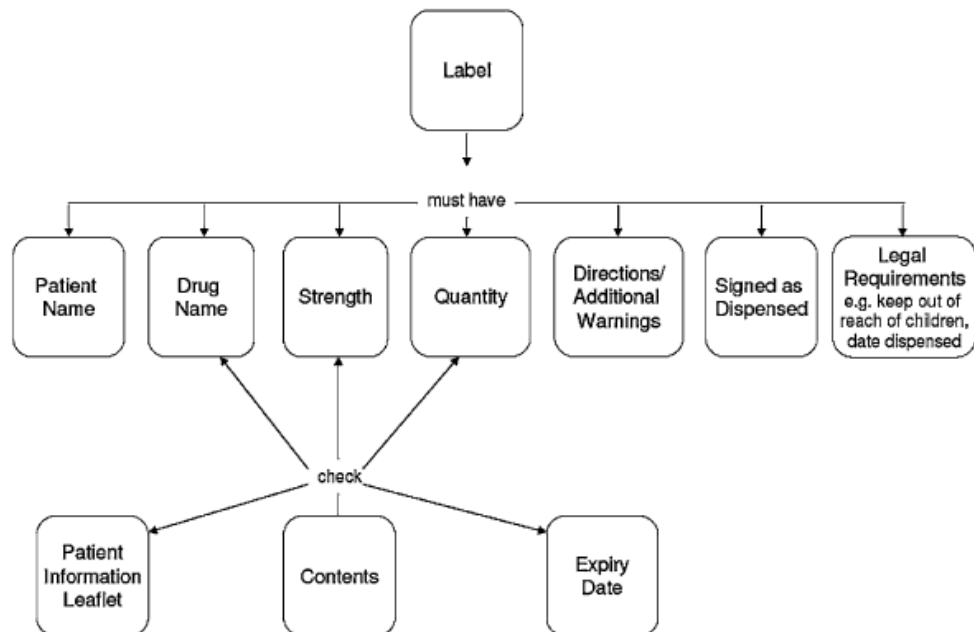 Label
must have
Patient
Name
Drug
Name
Strength
Quantity
Directions/
Additional
Warnings
Signed as
Dispensed
Legal
Requirements
e.g. keep out of
reach of children,
date dispensed
check
Patient
Information
Leaflet
Contents
Expiry
Date